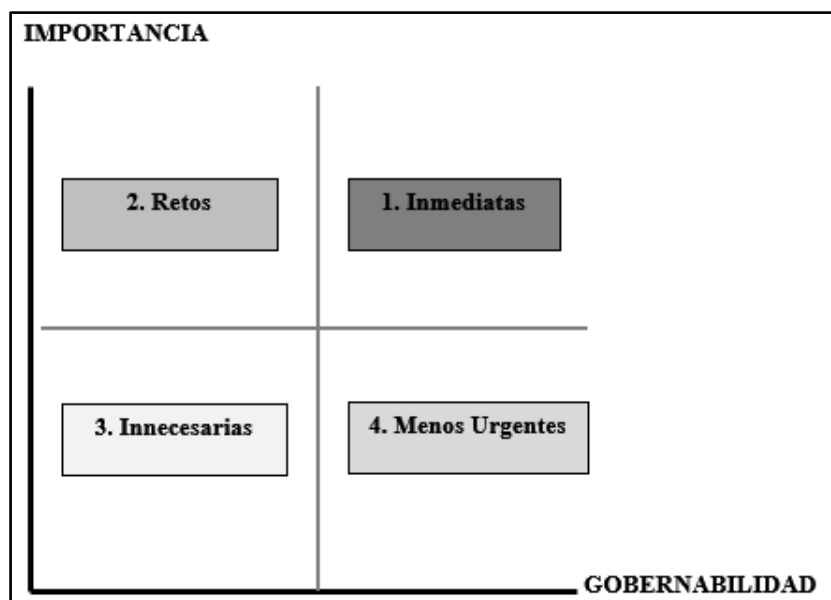 IMPORTANCIA
2. Retos
1. Inmediatas
3. Innecesarias
4. Menos Urgentes
GOBERNABILIDAD